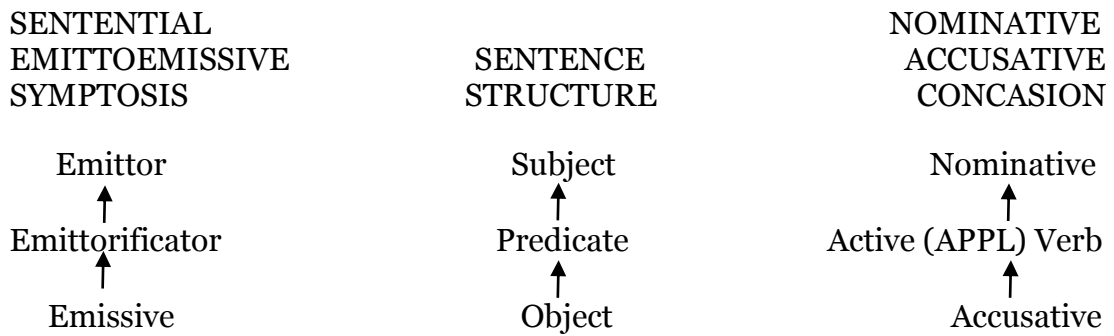 SENTENTIAL NOMINATIVE
EMITTOEMISSIVE SENTENCE ACCUSATIVE
SYMPTOSIS STRUCTURE CONCASION
Emittor Subject Nominative
Emittorificator Predicate Active (APPL) Verb
Emissive Object Accusative